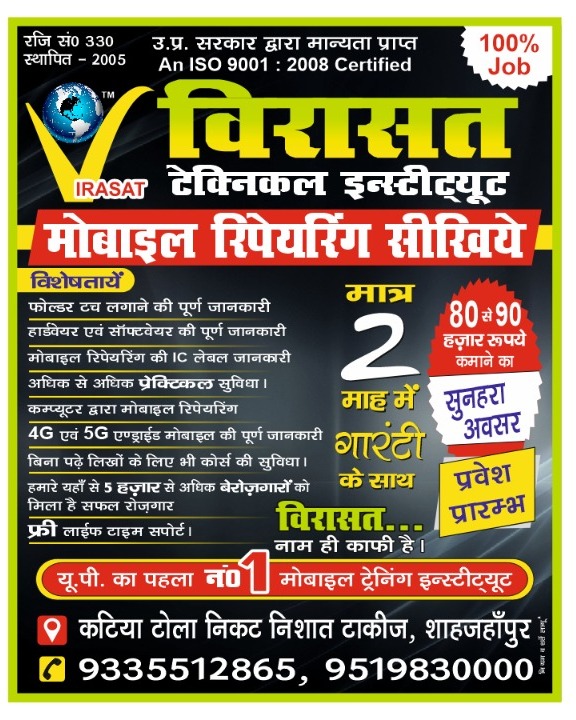 रजि सं0 330
स्थापित - 2005
उ.प्र. सरकार द्वारा मान्यता प्राप्त
An ISO 9001 : 2008 Certified
100%
Job
TM
VIRASAT
विरासत
टेक्निकल इन्स्टीट्यूट
मोबाइल रिपेयरिंग सीखिये
विशेषतायें
फोल्डर टच लगाने की पूर्ण जानकारी
हार्डवेयर एवं सॉफ्टवेयर की पूर्ण जानकारी
मोबाइल रिपेयरिंग की IC लेबल जानकारी
अधिक से अधिक प्रेक्टिकल सुविधा।
कम्प्यूटर द्वारा मोबाइल रिपेयरिंग
4G एवं 5G एण्ड्राईड मोबाइल की पूर्ण जानकारी
बिना पढ़े लिखों के लिए भी कोर्स की सुविधा।
हमारे यहाँ से 5 हज़ार से अधिक बेरोज़गारों को
मिला है सफल रोज़गार
फ्री लाईफ टाइम सपोर्ट।
मात्र
2
माह में
गारंटी
के साथ
80 से 90
हज़ार रूपये
कमाने का
सुनहरा
अवसर
प्रवेश
प्रारम्भ
विरासत...
नाम ही काफी है।
यू.पी. का पहला नं0 1 मोबाइल ट्रेनिंग इन्स्टीट्यूट
कटिया टोला निकट निशात टाकीज, शाहजहाँपुर
9335512865, 9519830000
नियम व शर्तें लागू